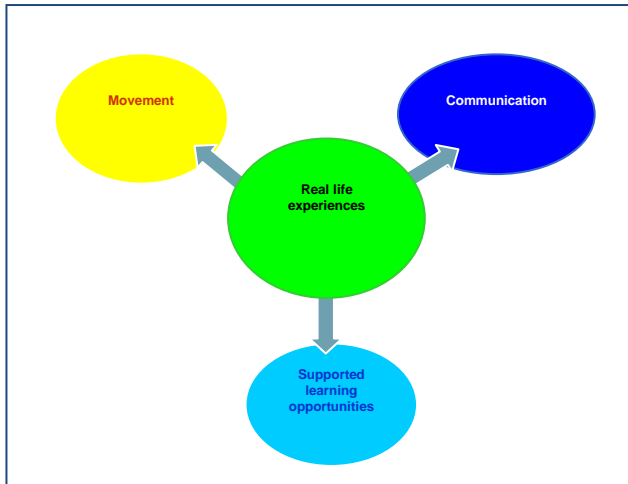 Movement
Communication
Real life
experiences
Supported
learning
opportunities